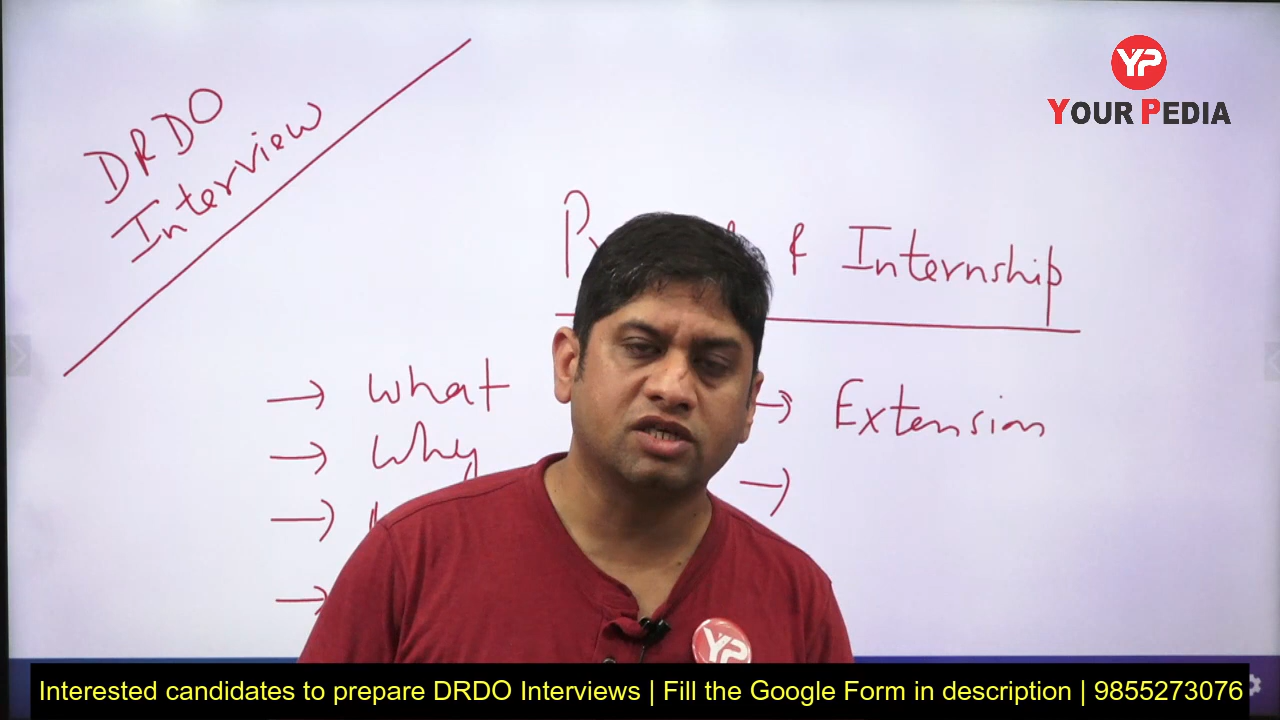 DRDO
Interview
YP
YOUR PEDIA
& Internship
→ What
→ Why
→
→
→ Extension
→
YP
Interested candidates to prepare DRDO Interviews | Fill the Google Form in description | 9855273076